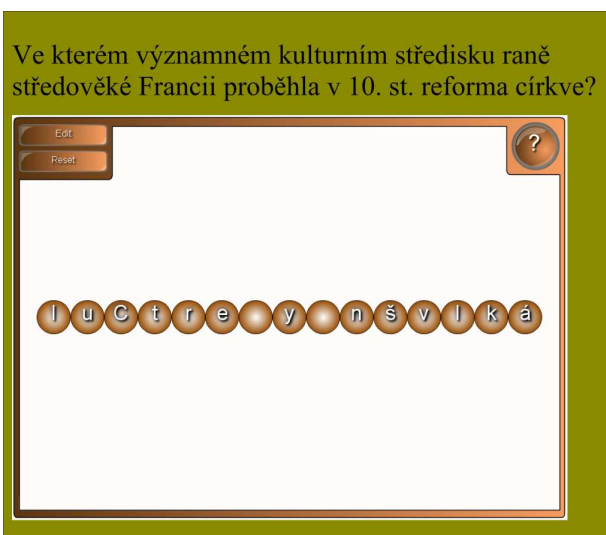 Ve kterém významném kulturním středisku raně
středověké Francii proběhla v 10. st. reforma církve?
Edit
Reset
?
l u C t r e y n š v l k á